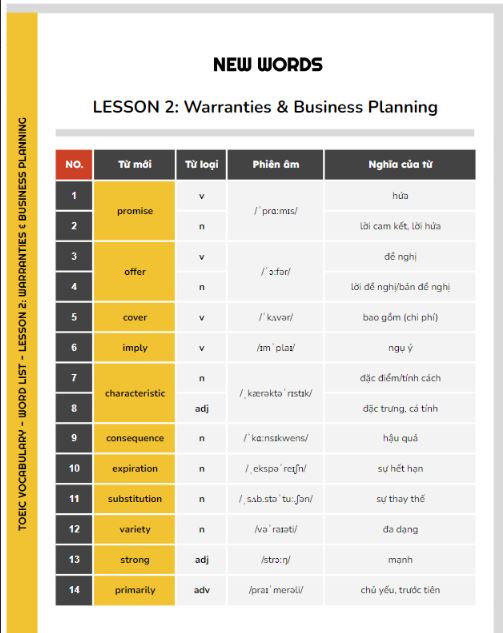 NEW WORDS
LESSON 2: Warranties & Business Planning
TOEIC VOCABULARY - WORD LIST - LESSON 2: WARRANTIES & BUSINESS PLANNING
NO. Từ mới Từ loại Phiên âm Nghĩa của từ
1 promise v /ˈprɑːmɪs/ hứa
2 n lời cam kết, lời hứa
3 offer v /ˈɔːfər/ đề nghị
4 n lời đề nghị/bản đề nghị
5 cover v /ˈkʌvər/ bao gồm (chi phí)
6 imply v /ɪmˈplaɪ/ ngụ ý
7 characteristic n /ˌkærəktəˈrɪstɪk/ đặc điểm/tính cách
8 adj đặc trưng, cá tính
9 consequence n /ˈkɑːnsɪkwens/ hậu quả
10 expiration n /ˌekspəˈreɪʃn/ sự hết hạn
11 substitution n /ˌsʌb.stəˈtuː.ʃən/ sự thay thế
12 variety n /vəˈraɪəti/ đa dạng
13 strong adj /strɔːŋ/ mạnh
14 primarily adv /praɪˈmerəli/ chủ yếu, trước tiên